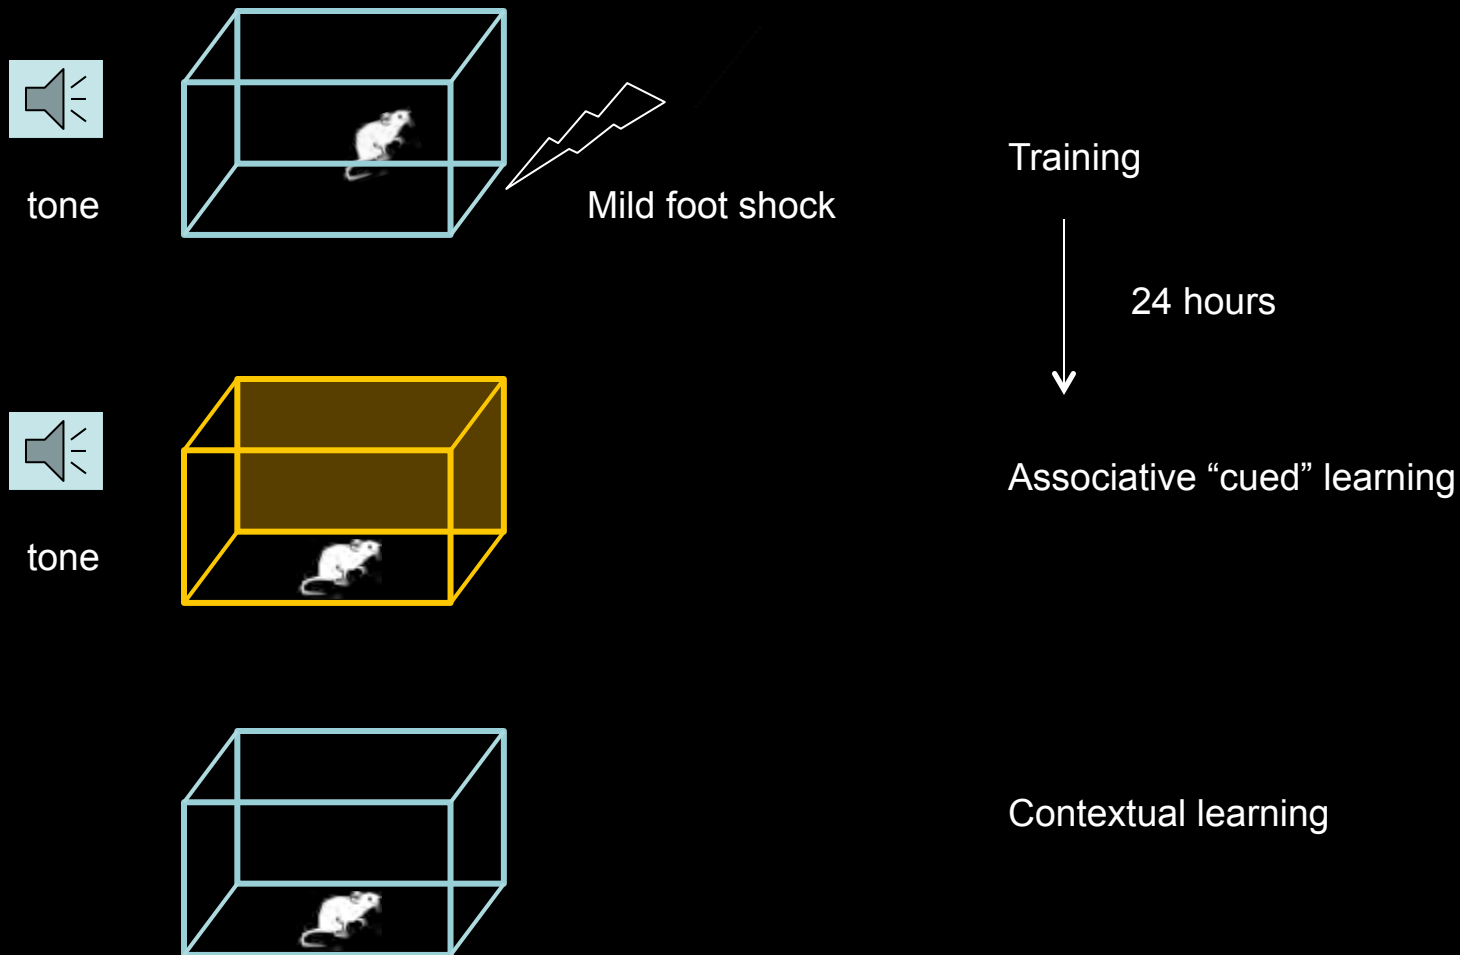 tone
Mild foot shock
Training
24 hours
tone
Associative “cued” learning
Contextual learning